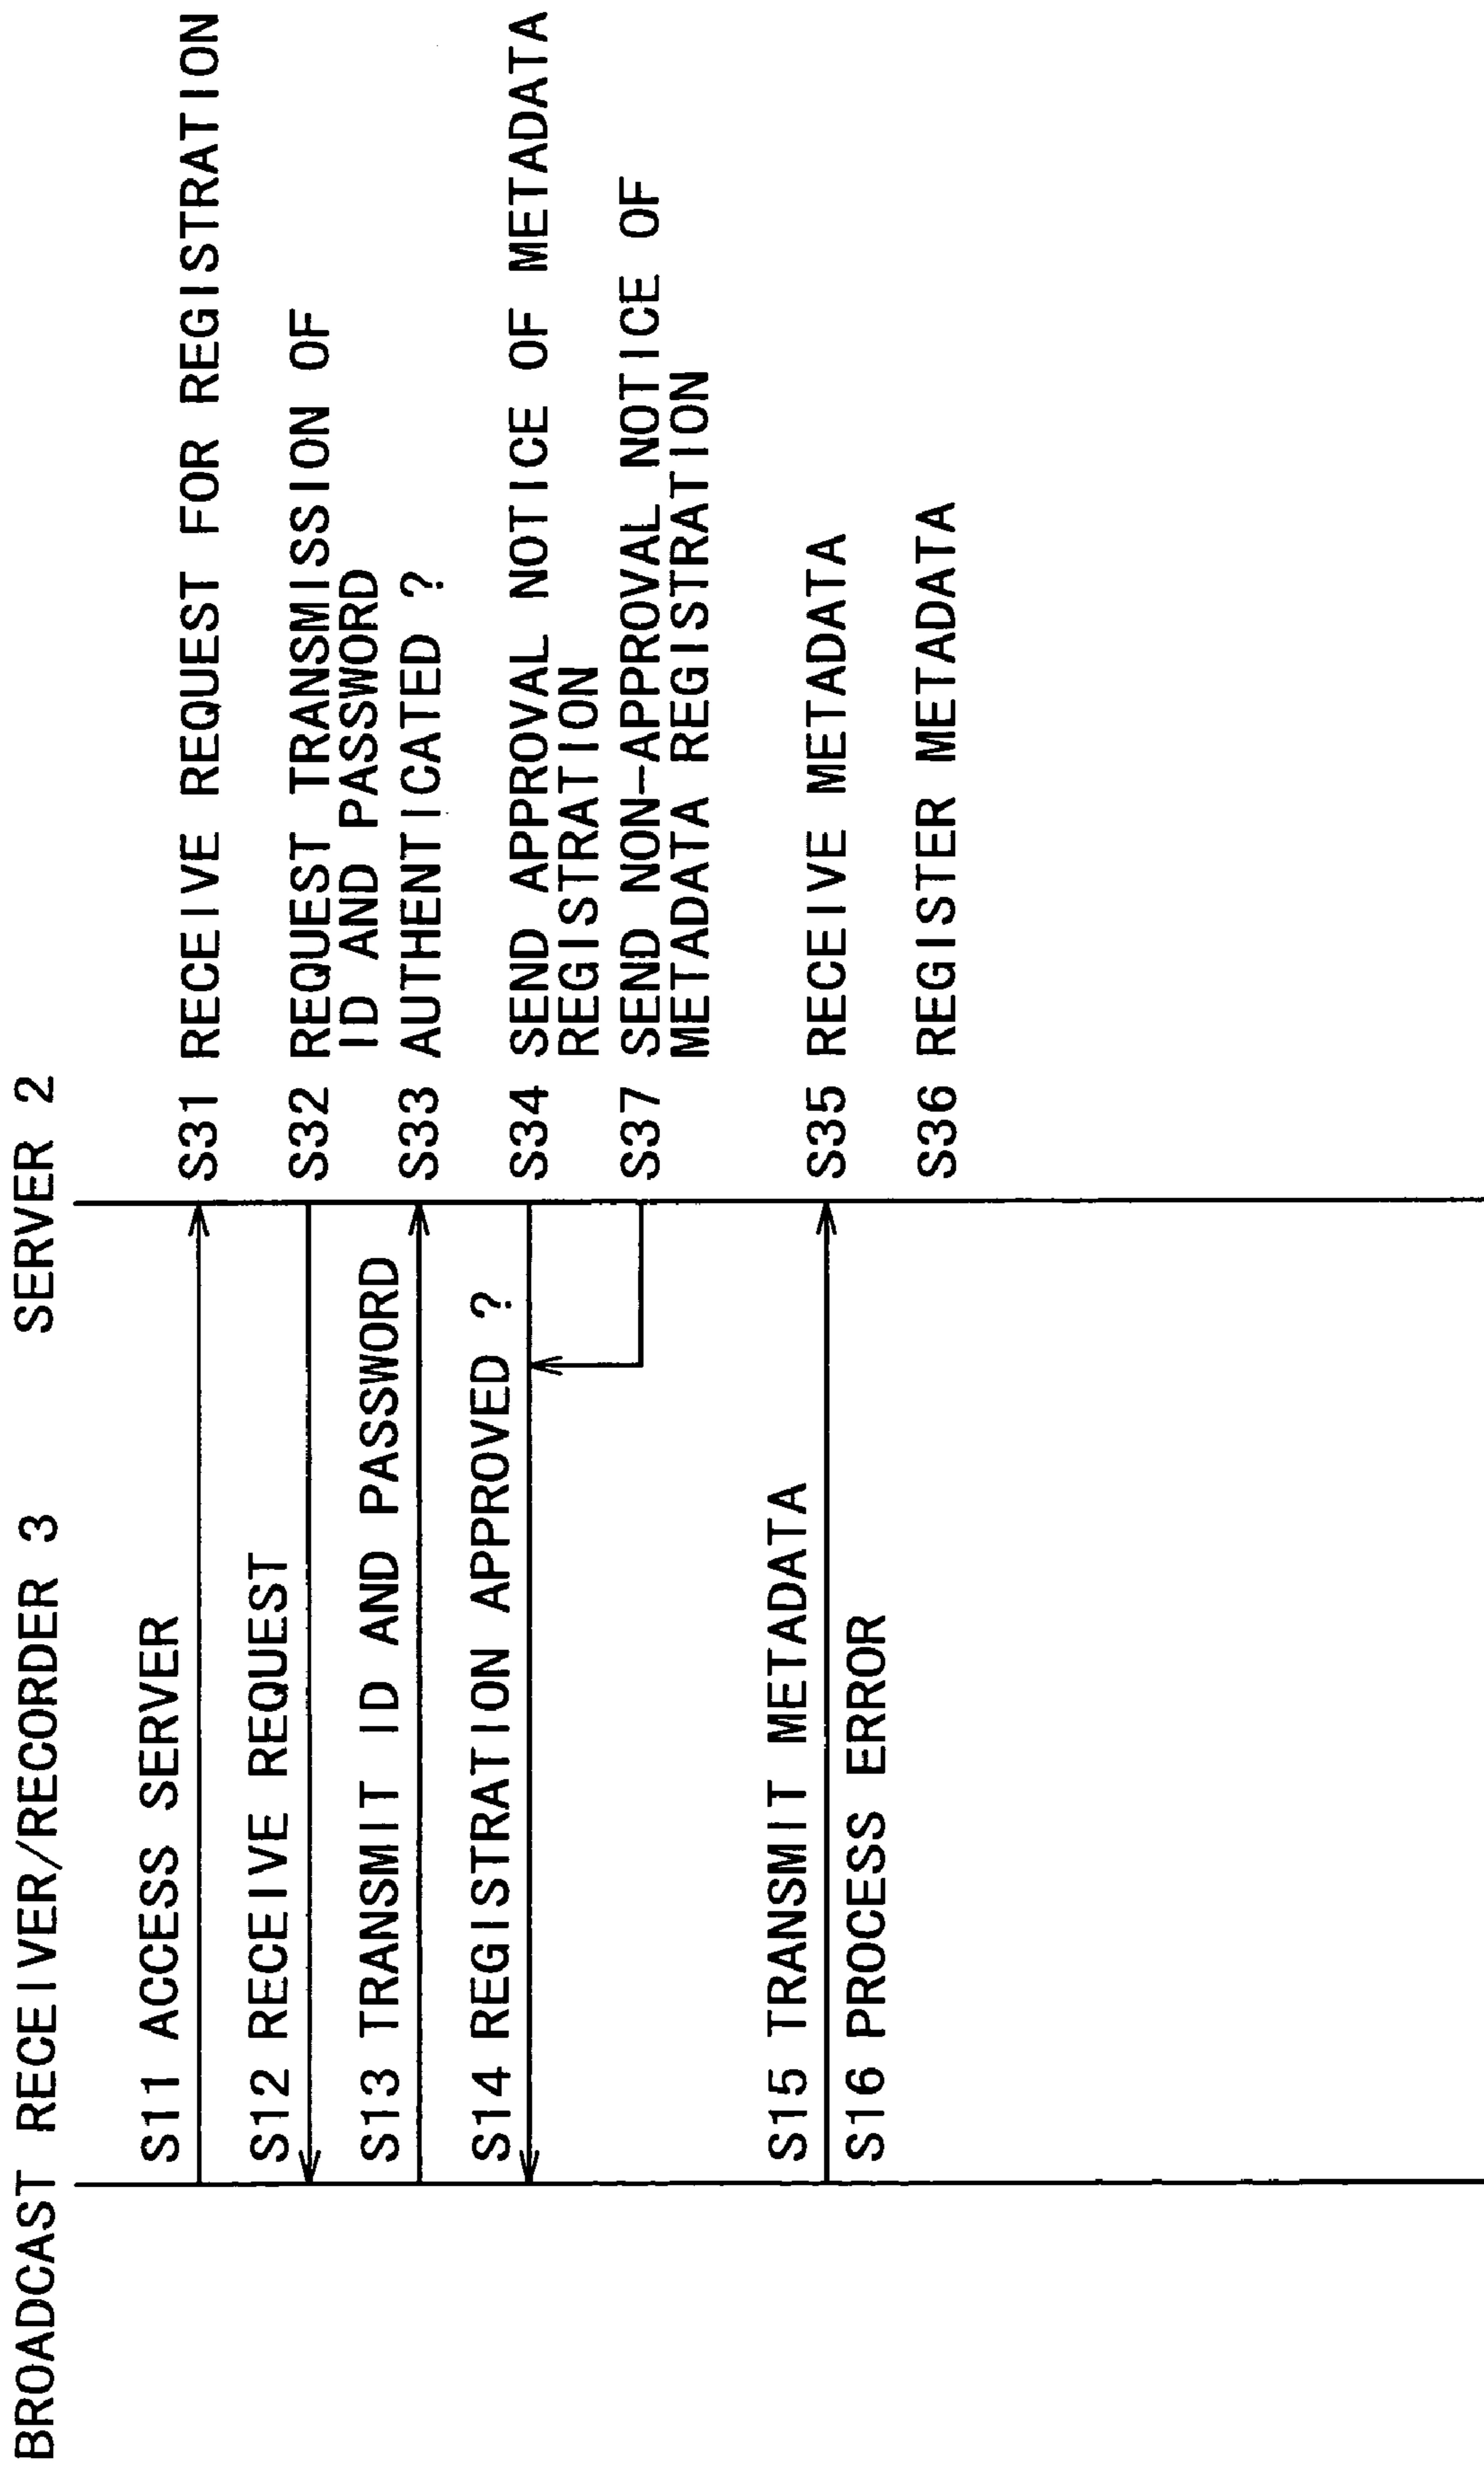 BROADCAST RECEIVER/RECORDER 3
SERVER 2
S11 ACCESS SERVER
S31 RECEIVE REQUEST FOR REGISTRATION
S12 RECEIVE REQUEST
S32 REQUEST TRANSMISSION OF
ID AND PASSWORD
S13 TRANSMIT ID AND PASSWORD
S33 AUTHENTICATED ?
S14 REGISTRATION APPROVED ?
S34 SEND APPROVAL NOTICE OF METADATA
REGISTRATION
S37 SEND NON-APPROVAL NOTICE OF
METADATA REGISTRATION
S15 TRANSMIT METADATA
S35 RECEIVE METADATA
S16 PROCESS ERROR
S36 REGISTER METADATA